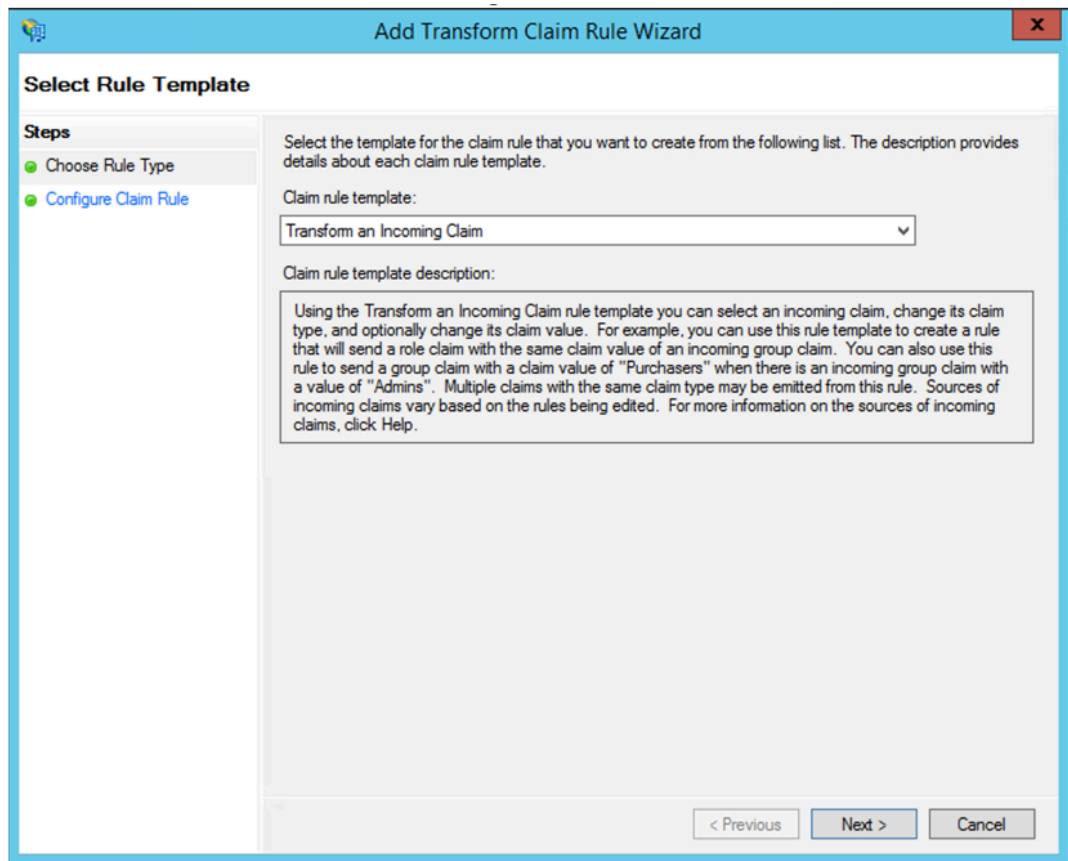 Add Transform Claim Rule Wizard
x
Select Rule Template
Steps
Choose Rule Type
Configure Claim Rule
Select the template for the claim rule that you want to create from the following list. The description provides
details about each claim rule template.
Claim rule template:
Transform an Incoming Claim
Claim rule template description:
Using the Transform an Incoming Claim rule template you can select an incoming claim, change its claim
type, and optionally change its claim value. For example, you can use this rule template to create a rule
that will send a role claim with the same claim value of an incoming group claim. You can also use this
rule to send a group claim with a claim value of "Purchasers" when there is an incoming group claim with
a value of "Admins". Multiple claims with the same claim type may be emitted from this rule. Sources of
incoming claims vary based on the rules being edited. For more information on the sources of incoming
claims, click Help.
< Previous
Next >
Cancel